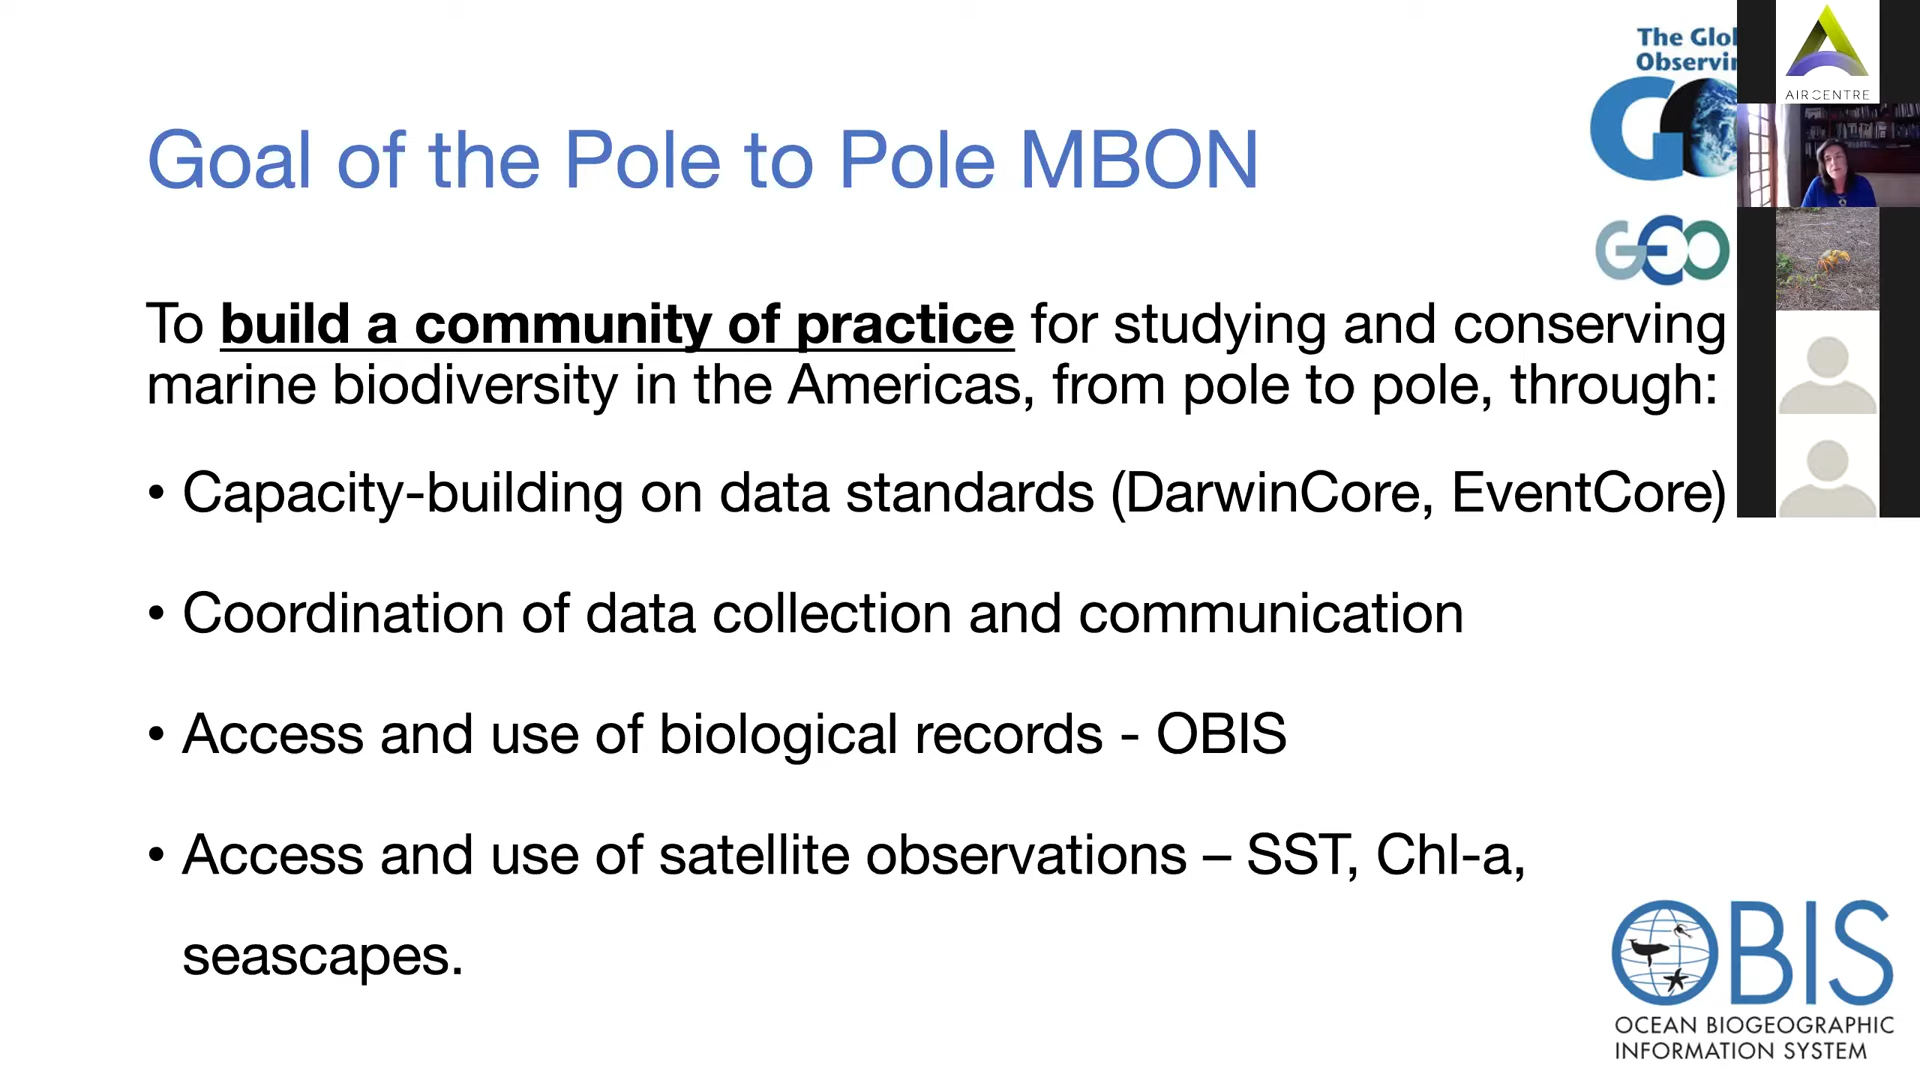 The Glo
Observi
GO
AIRCENTRE
Goal of the Pole to Pole MBON
GEO
To build a community of practice for studying and conserving
marine biodiversity in the Americas, from pole to pole, through:
• Capacity-building on data standards (DarwinCore, EventCore)
• Coordination of data collection and communication
• Access and use of biological records - OBIS
• Access and use of satellite observations – SST, Chl-a,
seascapes.
OBIS
OCEAN BIOGEOGRAPHIC
INFORMATION SYSTEM